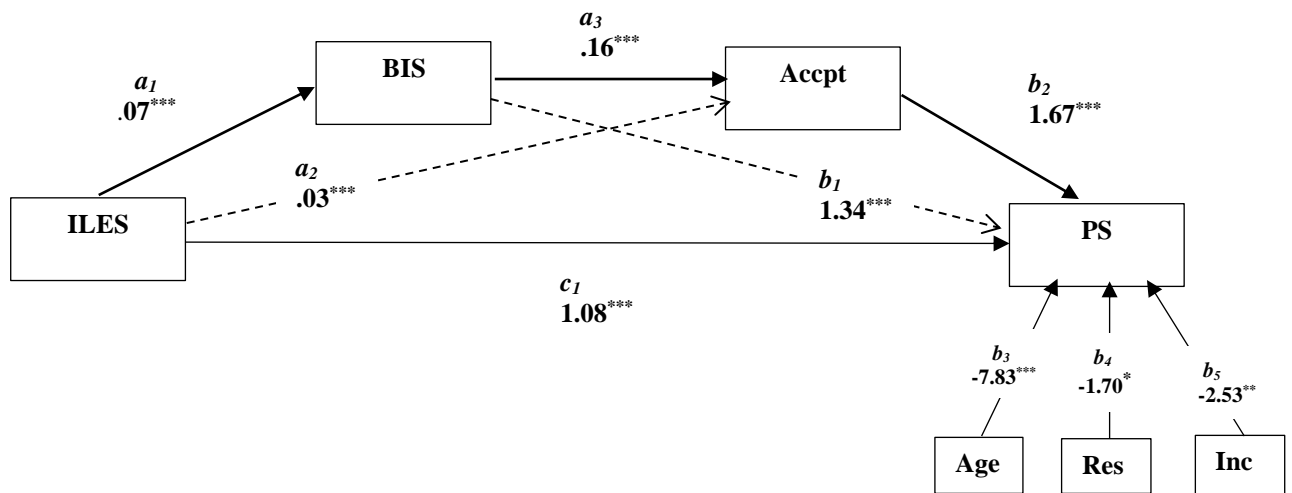 a3
.16***
BIS
Accpt
a1
.07***
b2
1.67***
a2
.03***
b1
1.34***
ILES
PS
c1
1.08***
b3
-7.83***
b4
-1.70*
b5
-2.53**
Age
Res
Inc